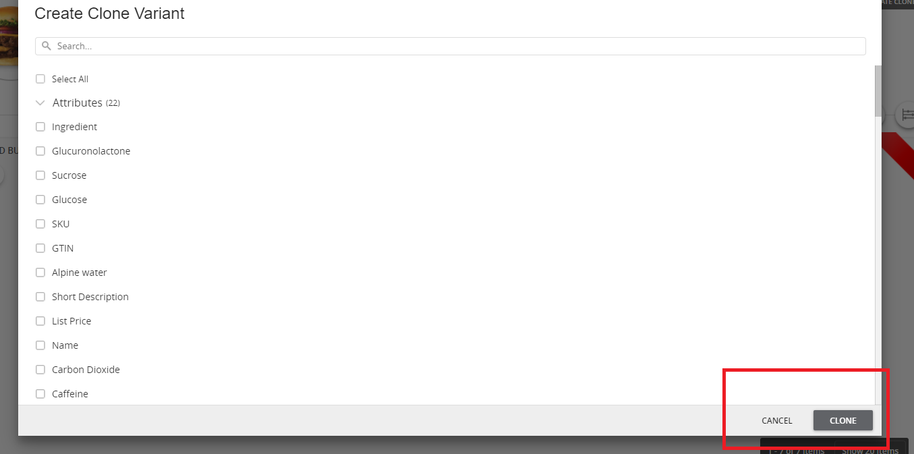 Create Clone Variant
Search...
Select All
Attributes (22)
Ingredient
Glucuronolactone
Sucrose
Glucose
SKU
GTIN
Alpine water
Short Description
List Price
Name
Carbon Dioxide
Caffeine
CANCEL CLONE